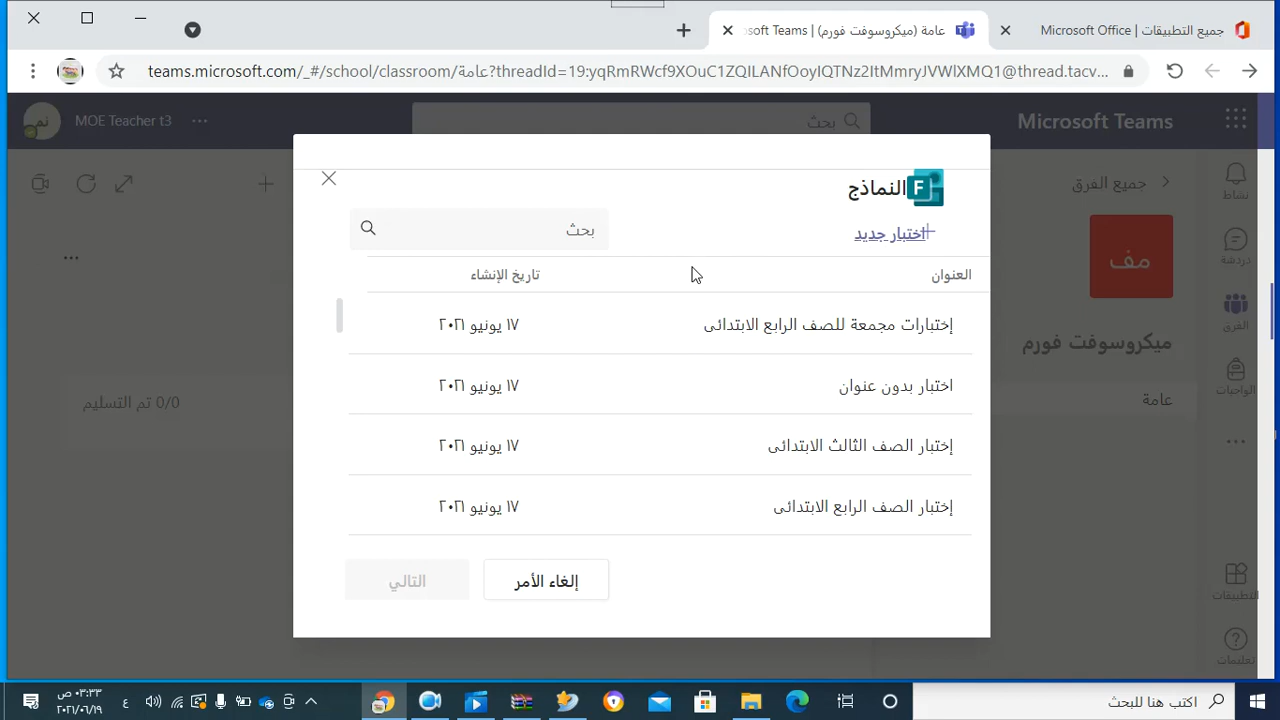 جميع التطبيقات | Microsoft Office
عامة (ميكروسوفت فورم) | Microsoft Teams
teams.microsoft.com/_#/school/classroom/عامة?threadId=19:yqRmRWcf9XOuC1ZQILANfOoyIQTNz2ItMmryJVWlXMQ1@thread.tacv...
Microsoft Teams
بحث
MOE Teacher t3
نم
نشاط
دردشة
الفرق
الواجبات
التطبيقات
تعليمات
جميع الفرق
مف
ميكروسوفت فورم
عامة
النماذج
اختبار جديد
بحث
العنوان تاريخ الإنشاء
إختبارات مجمعة للصف الرابع الابتدائى ١٧ يونيو ٢٠٢١
اختبار بدون عنوان ١٧ يونيو ٢٠٢١
إختبار الصف الثالث الابتدائى ١٧ يونيو ٢٠٢١
إختبار الصف الرابع الابتدائى ١٧ يونيو ٢٠٢١
إلغاء الأمر
التالي
0/0 تم التسليم
اكتب هنا للبحث
ع
٠٣:٣٣ ص
٢٠٢١/٠٦/١٩